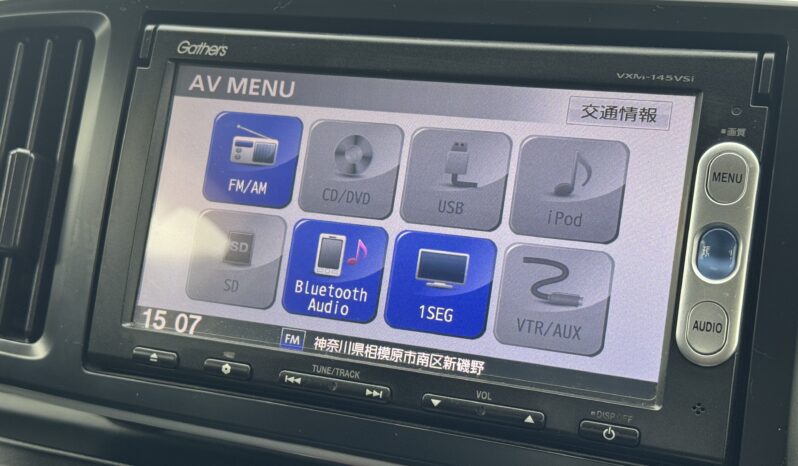 Gathers
VXM-145VSi
AV MENU
交通情報
画質
FM/AM
CD/DVD
USB
iPod
MENU
SD
SD
Bluetooth
Audio
1SEG
VTR/AUX
AUDIO
15 07
FM 神奈川県相模原市南区新磯野
TUNE/TRACK
VOL
DISP OFF